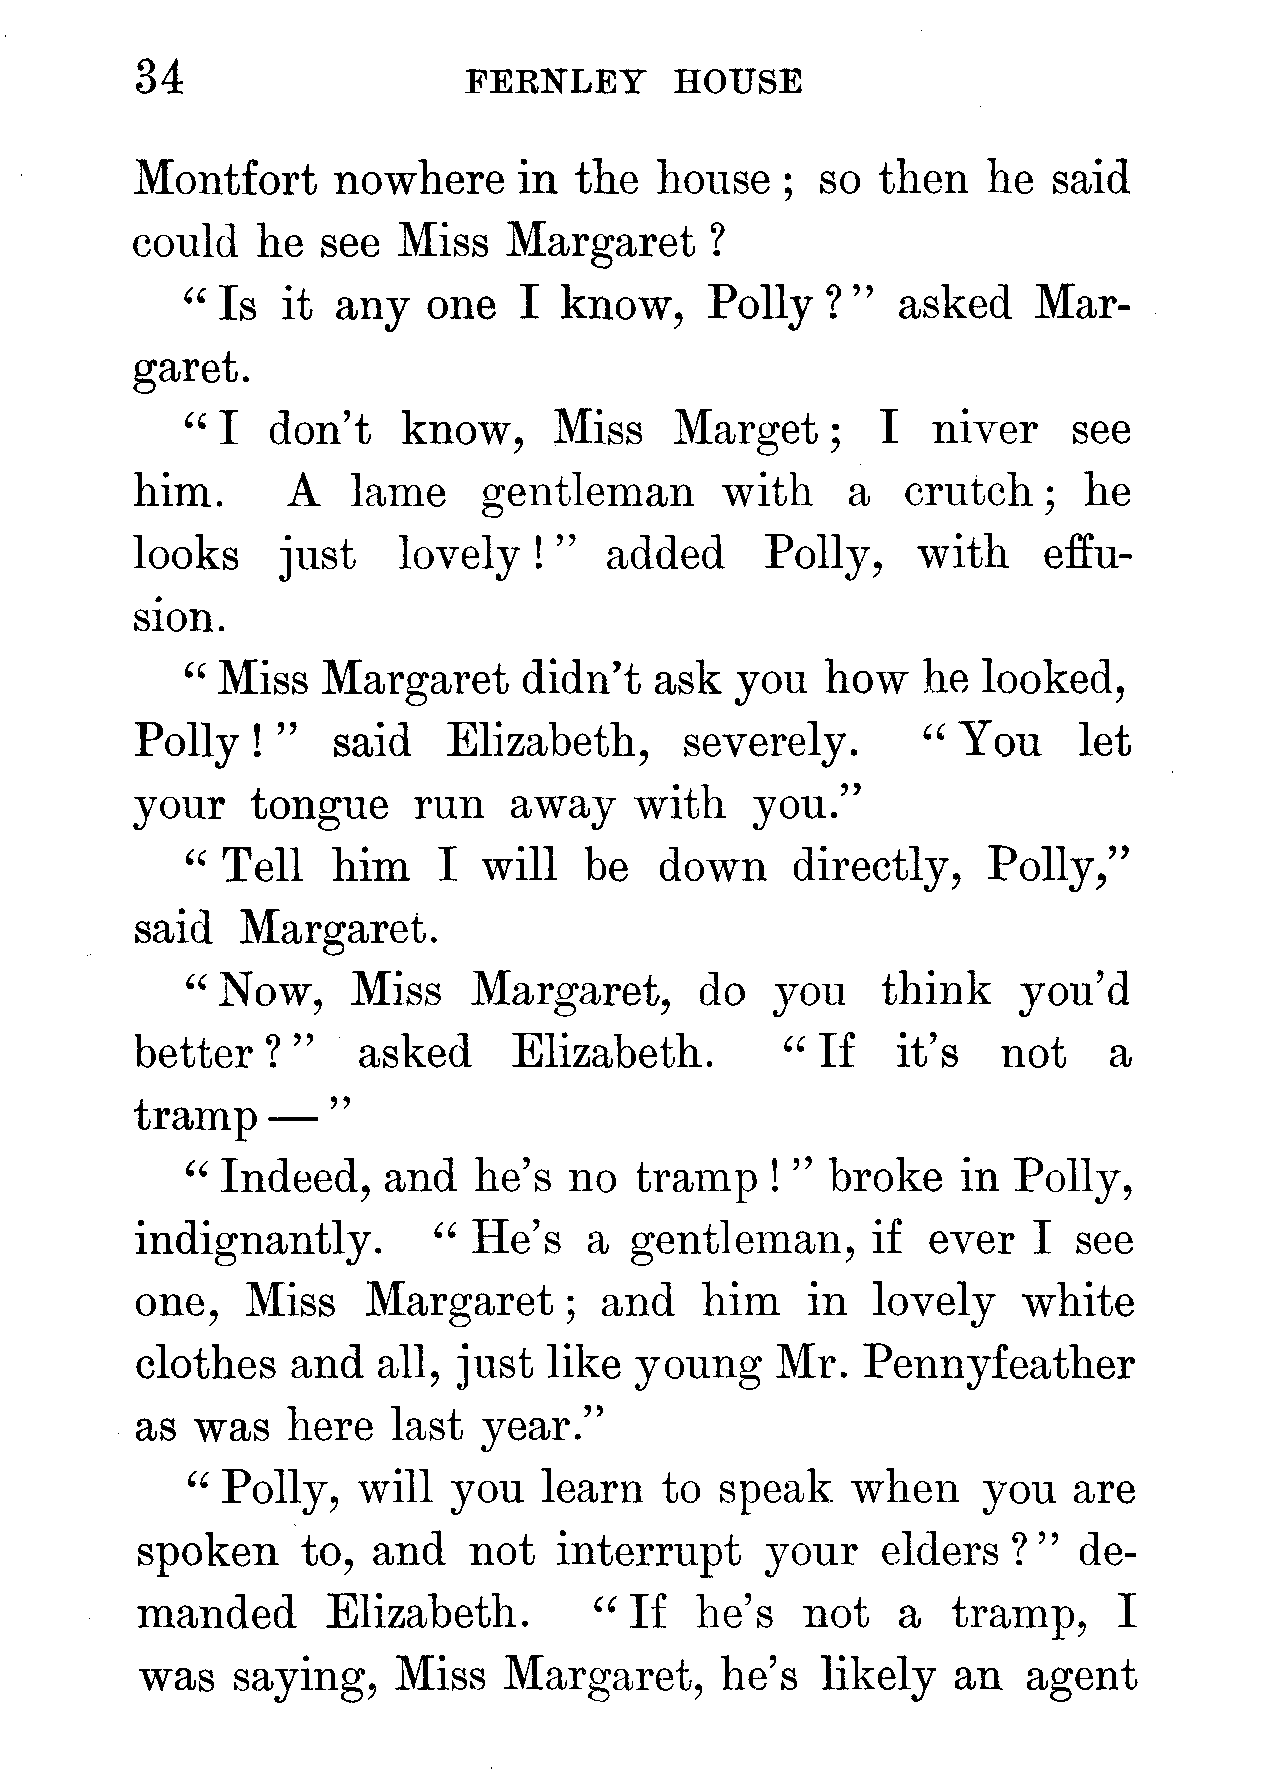 34 FERNLEY HOUSE
Montfort nowhere in the house ; so then he said
could he see Miss Margaret ?
“ Is it any one I know, Polly ? ” asked Mar-
garet.
“ I don’t know, Miss Marget ; I niver see
him. A lame gentleman with a crutch ; he
looks just lovely ! ” added Polly, with effu-
sion.
“ Miss Margaret didn’t ask you how he looked,
Polly ! ” said Elizabeth, severely. “ You let
your tongue run away with you.”
“ Tell him I will be down directly, Polly,”
said Margaret.
“ Now, Miss Margaret, do you think you’d
better ? ” asked Elizabeth. “ If it’s not a
tramp — ”
“ Indeed, and he’s no tramp ! ” broke in Polly,
indignantly. “ He’s a gentleman, if ever I see
one, Miss Margaret ; and him in lovely white
clothes and all, just like young Mr. Pennyfeather
as was here last year.”
“ Polly, will you learn to speak when you are
spoken to, and not interrupt your elders ? ” de-
manded Elizabeth. “ If he’s not a tramp, I
was saying, Miss Margaret, he’s likely an agent